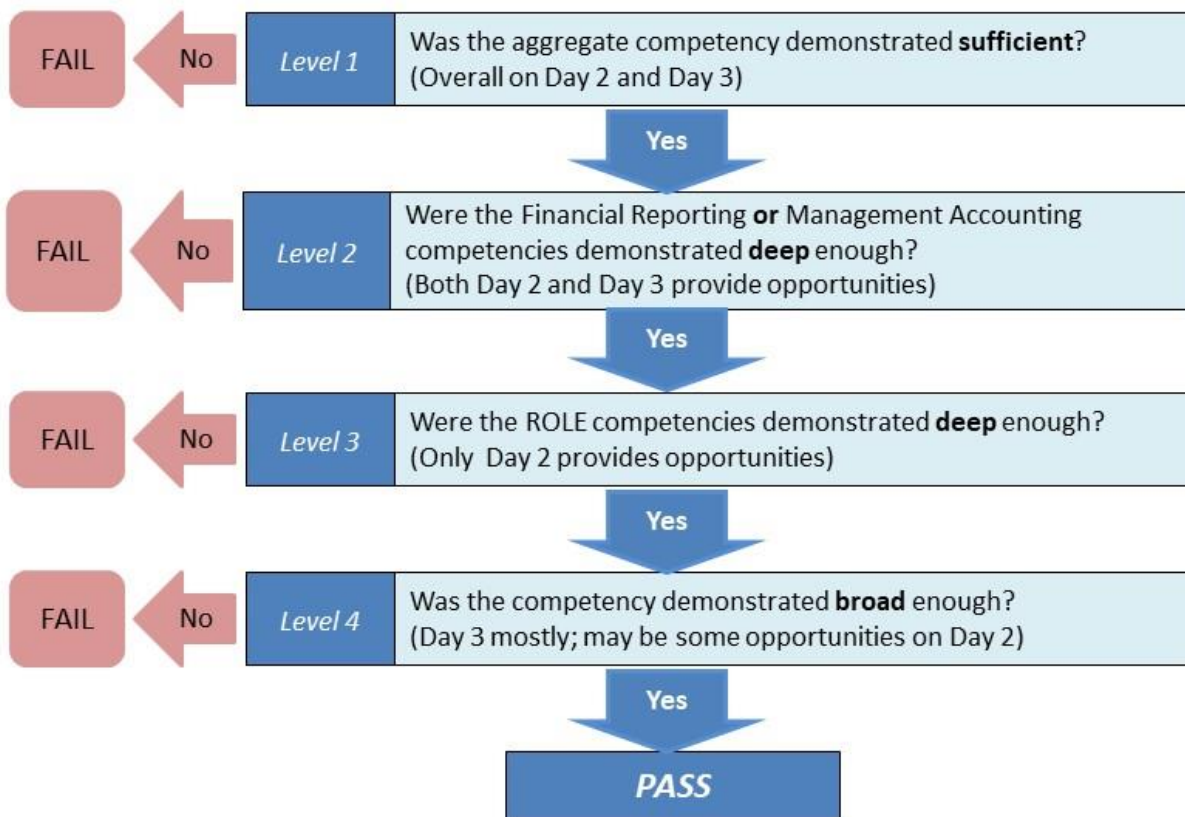 FAIL
No
Level 1
Was the aggregate competency demonstrated sufficient?
(Overall on Day 2 and Day 3)
Yes
FAIL
No
Level 2
Were the Financial Reporting or Management Accounting
competencies demonstrated deep enough?
(Both Day 2 and Day 3 provide opportunities)
Yes
FAIL
No
Level 3
Were the ROLE competencies demonstrated deep enough?
(Only Day 2 provides opportunities)
Yes
FAIL
No
Level 4
Was the competency demonstrated broad enough?
(Day 3 mostly; may be some opportunities on Day 2)
Yes
PASS